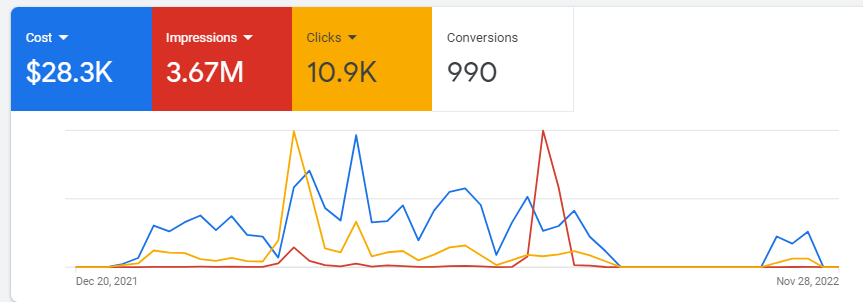 Cost Impressions Clicks Conversions
$28.3K 3.67M 10.9K 990
Dec 20, 2021 Nov 28, 2022